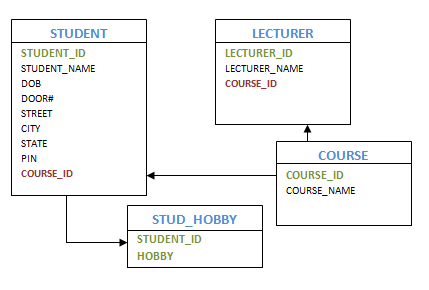 STUDENT
STUDENT_ID
STUDENT_NAME
DOB
DOOR#
STREET
CITY
STATE
PIN
COURSE_ID
LECTURER
LECTURER_ID
LECTURER_NAME
COURSE_ID
COURSE
COURSE_ID
COURSE_NAME
STUD_HOBBY
STUDENT_ID
HOBBY